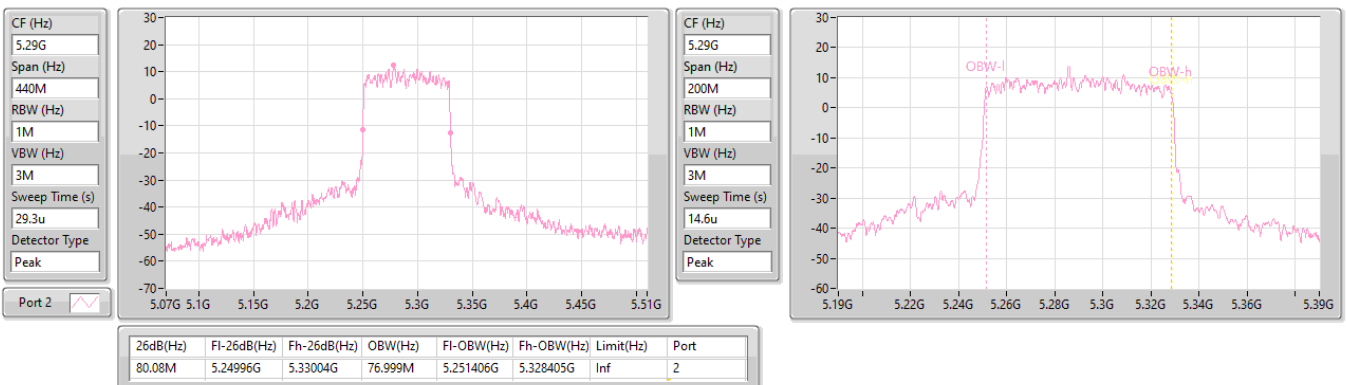 CF (Hz)
5.29G
Span (Hz)
440M
RBW (Hz)
1M
VBW (Hz)
3M
Sweep Time (s)
29.3u
Detector Type
Peak
Port 2
30
20
10
0
-10
-20
-30
-40
-50
-60
-70
5.07G 5.1G 5.15G 5.2G 5.25G 5.3G 5.35G 5.4G 5.45G 5.51G
CF (Hz)
5.29G
Span (Hz)
200M
RBW (Hz)
1M
VBW (Hz)
3M
Sweep Time (s)
14.6u
Detector Type
Peak
30
20
10
0
-10
-20
-30
-40
-50
-60
OBW-l
OBW-h
5.19G 5.22G 5.24G 5.26G 5.28G 5.3G 5.32G 5.34G 5.36G 5.39G
26dB(Hz) Fl-26dB(Hz) Fh-26dB(Hz) OBW(Hz) Fl-OBW(Hz) Fh-OBW(Hz) Limit(Hz) Port
80.08M 5.24996G 5.33004G 76.999M 5.251406G 5.328405G Inf 2